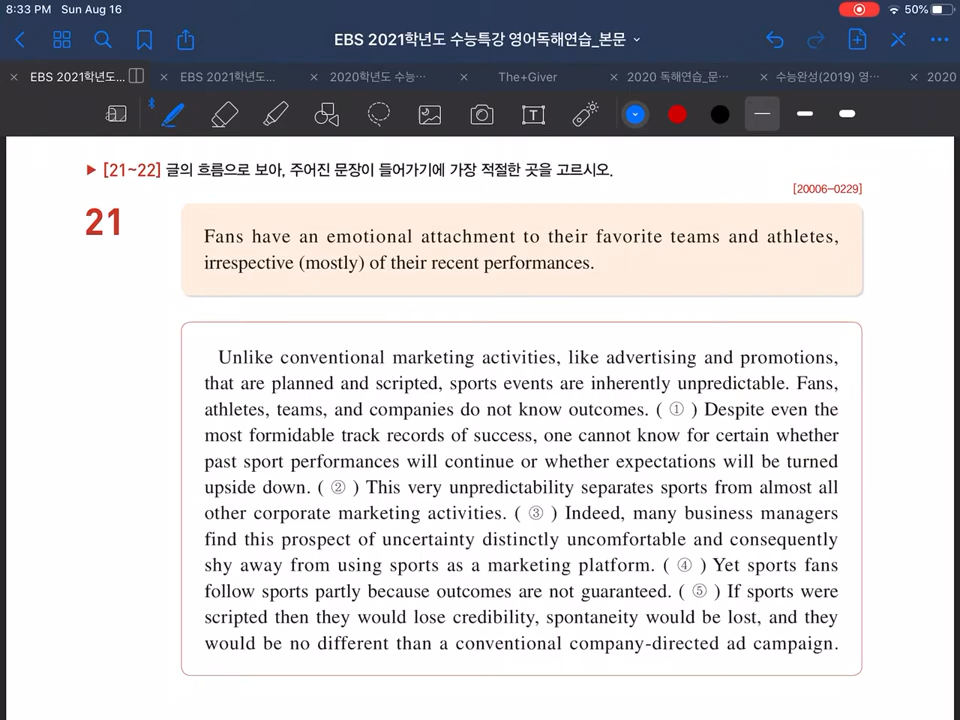 8:33 PM Sun Aug 16
50%
EBS 2021학년도 수능특강 영어독해연습_본문
EBS 2021학년도...
EBS 2021학년도...
2020학년도 수능...
The+Giver
2020 독해연습_문...
수능완성(2019) 영...
2020
▶ [21~22] 글의 흐름으로 보아, 주어진 문장이 들어가기에 가장 적절한 곳을 고르시오.
[20006-0229]
21
Fans have an emotional attachment to their favorite teams and athletes,
irrespective (mostly) of their recent performances.
Unlike conventional marketing activities, like advertising and promotions,
that are planned and scripted, sports events are inherently unpredictable. Fans,
athletes, teams, and companies do not know outcomes. ( ① ) Despite even the
most formidable track records of success, one cannot know for certain whether
past sport performances will continue or whether expectations will be turned
upside down. ( ② ) This very unpredictability separates sports from almost all
other corporate marketing activities. ( ③ ) Indeed, many business managers
find this prospect of uncertainty distinctly uncomfortable and consequently
shy away from using sports as a marketing platform. ( ④ ) Yet sports fans
follow sports partly because outcomes are not guaranteed. ( ⑤ ) If sports were
scripted then they would lose credibility, spontaneity would be lost, and they
would be no different than a conventional company-directed ad campaign.